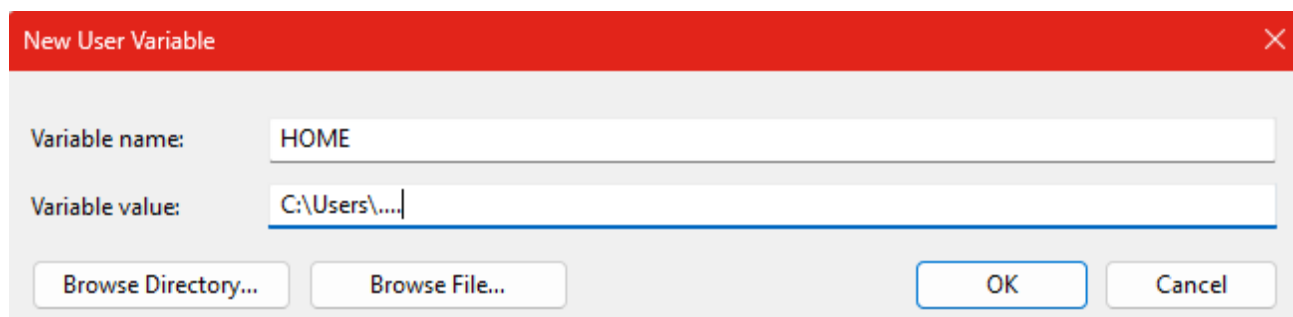 New User Variable
Variable name: HOME
Variable value: C:\Users\....
Browse Directory... Browse File... OK Cancel